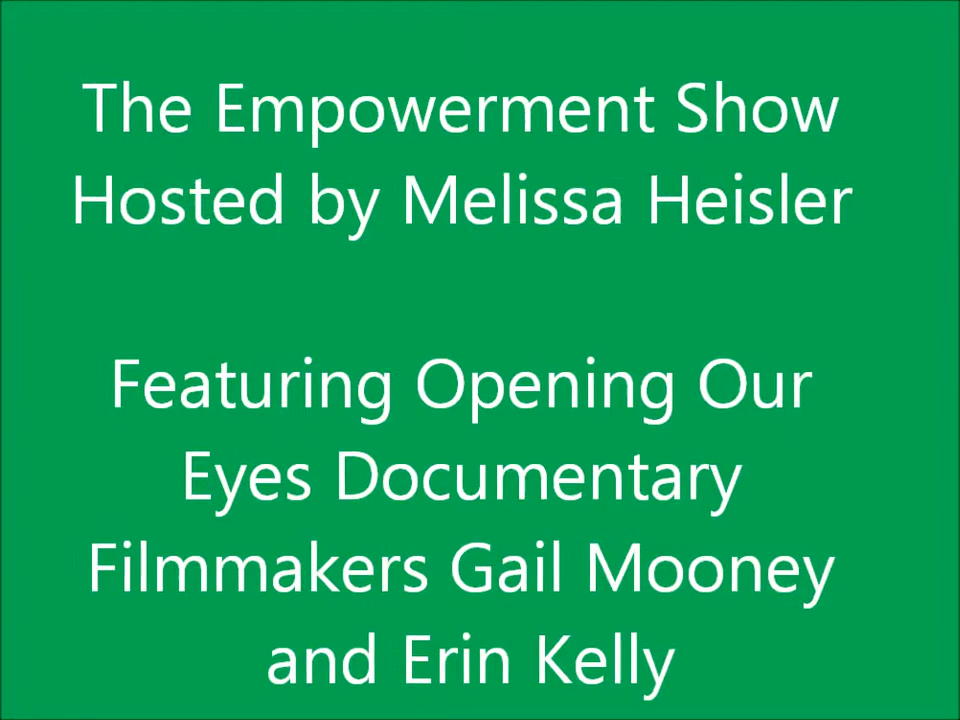 The Empowerment Show
Hosted by Melissa Heisler
Featuring Opening Our
Eyes Documentary
Filmmakers Gail Mooney
and Erin Kelly